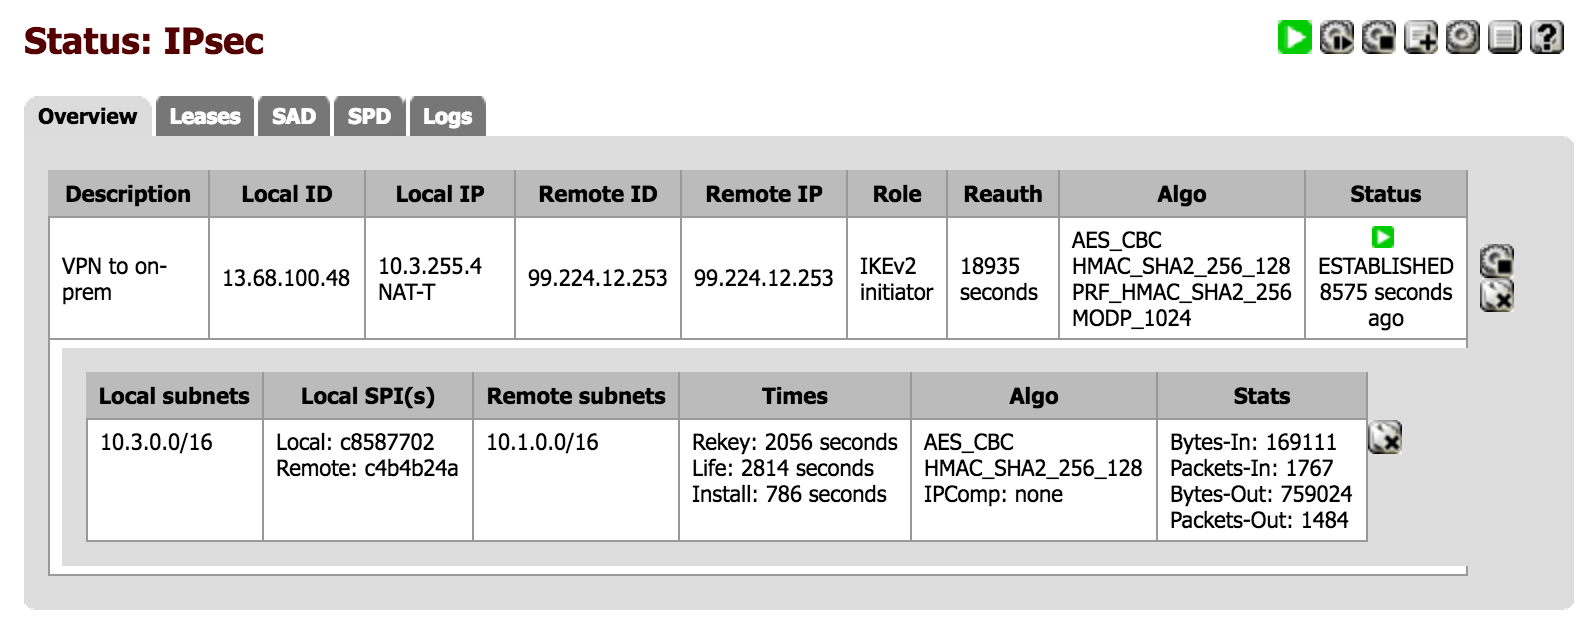 Status: IPsec
Overview Leases SAD SPD Logs
Description Local ID Local IP Remote ID Remote IP Role Reauth Algo Status
VPN to on-
prem
13.68.100.48
10.3.255.4
NAT-T
99.224.12.253
99.224.12.253
IKEv2
initiator
18935
seconds
AES_CBC
HMAC_SHA2_256_128
PRF_HMAC_SHA2_256
MODP_1024
ESTABLISHED
8575 seconds
ago
Local subnets Local SPI(s) Remote subnets Times Algo Stats
10.3.0.0/16
Local: c8587702
Remote: c4b4b24a
10.1.0.0/16
Rekey: 2056 seconds
Life: 2814 seconds
Install: 786 seconds
AES_CBC
HMAC_SHA2_256_128
IPComp: none
Bytes-In: 169111
Packets-In: 1767
Bytes-Out: 759024
Packets-Out: 1484